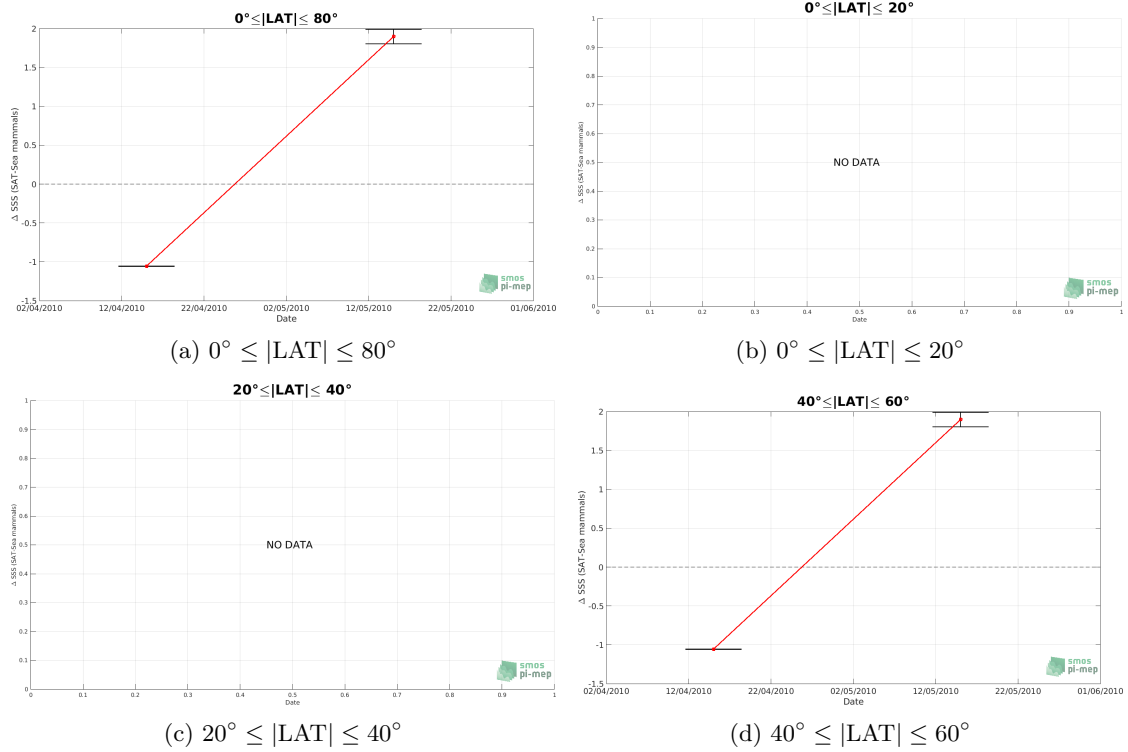 0°≤|LAT|≤ 80°
2
1.5
1
0.5
0
-0.5
-1
-1.5
Δ SSS (SAT-Sea mammals)
02/04/2010 12/04/2010 22/04/2010 02/05/2010 12/05/2010 22/05/2010 01/06/2010
Date
smos
pi-mep
(a) 0° ≤ |LAT| ≤ 80°
0°≤|LAT|≤ 20°
1
0.9
0.8
0.7
0.6
0.5
0.4
0.3
0.2
0.1
0
Δ SSS (SAT-Sea mammals)
NO DATA
0 0.1 0.2 0.3 0.4 0.5 0.6 0.7 0.8 0.9 1
Date
smos
pi-mep
(b) 0° ≤ |LAT| ≤ 20°
20°≤|LAT|≤ 40°
1
0.9
0.8
0.7
0.6
0.5
0.4
0.3
0.2
0.1
0
Δ SSS (SAT-Sea mammals)
NO DATA
0 0.1 0.2 0.3 0.4 0.5 0.6 0.7 0.8 0.9 1
Date
smos
pi-mep
(c) 20° ≤ |LAT| ≤ 40°
40°≤|LAT|≤ 60°
2
1.5
1
0.5
0
-0.5
-1
-1.5
Δ SSS (SAT-Sea mammals)
02/04/2010 12/04/2010 22/04/2010 02/05/2010 12/05/2010 22/05/2010 01/06/2010
Date
smos
pi-mep
(d) 40° ≤ |LAT| ≤ 60°